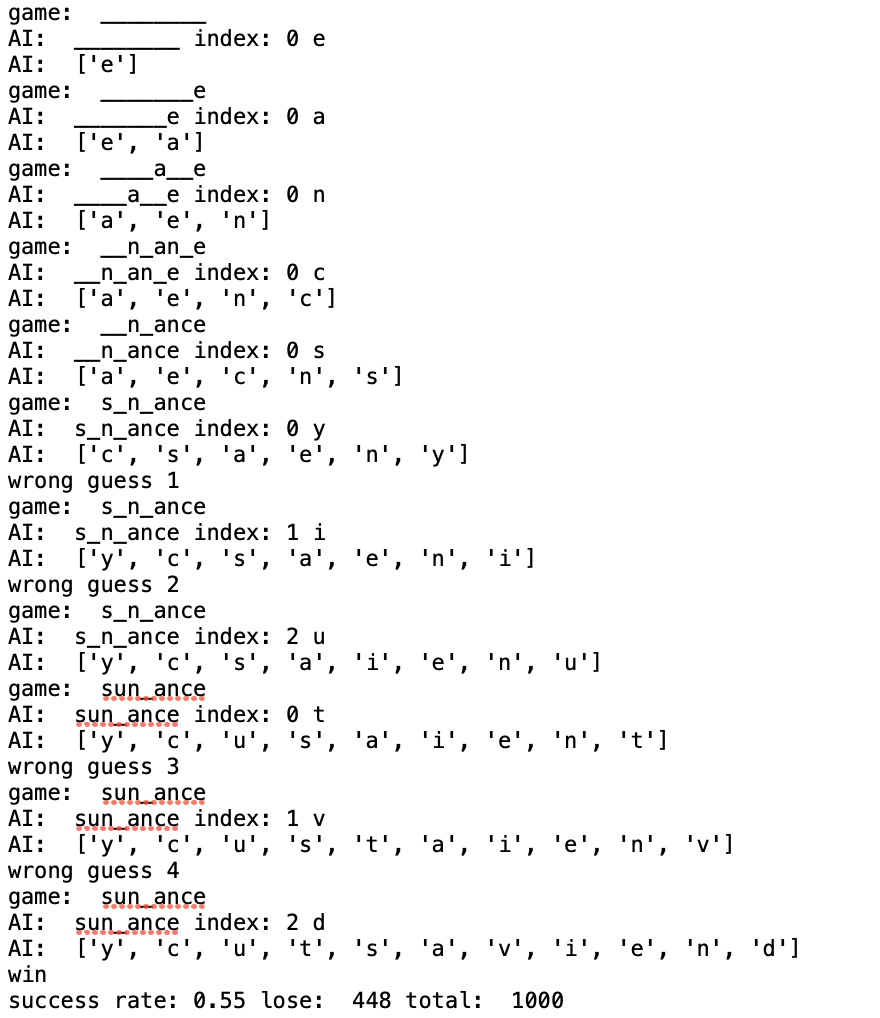 game:  ________
AI:  ________ index: 0 e
AI:  ['e']
game:  _______e
AI:  _______e index: 0 a
AI:  ['e', 'a']
game:  ____a__e
AI:  ____a__e index: 0 n
AI:  ['a', 'e', 'n']
game:  __n_an_e
AI:  __n_an_e index: 0 c
AI:  ['a', 'e', 'n', 'c']
game:  __n_ance
AI:  __n_ance index: 0 s
AI:  ['a', 'e', 'c', 'n', 's']
game:  s_n_ance
AI:  s_n_ance index: 0 y
AI:  ['c', 's', 'a', 'e', 'n', 'y']
wrong guess 1
game:  s_n_ance
AI:  s_n_ance index: 1 i
AI:  ['y', 'c', 's', 'a', 'e', 'n', 'i']
wrong guess 2
game:  s_n_ance
AI:  s_n_ance index: 2 u
AI:  ['y', 'c', 's', 'a', 'i', 'e', 'n', 'u']
game:  sun_ance
AI:  sun_ance index: 0 t
AI:  ['y', 'c', 'u', 's', 'a', 'i', 'e', 'n', 't']
wrong guess 3
game:  sun_ance
AI:  sun_ance index: 1 v
AI:  ['y', 'c', 'u', 's', 't', 'a', 'i', 'e', 'n', 'v']
wrong guess 4
game:  sun_ance
AI:  sun_ance index: 2 d
AI:  ['y', 'c', 'u', 't', 's', 'a', 'v', 'i', 'e', 'n', 'd']
win
success rate: 0.55 lose:  448 total:  1000